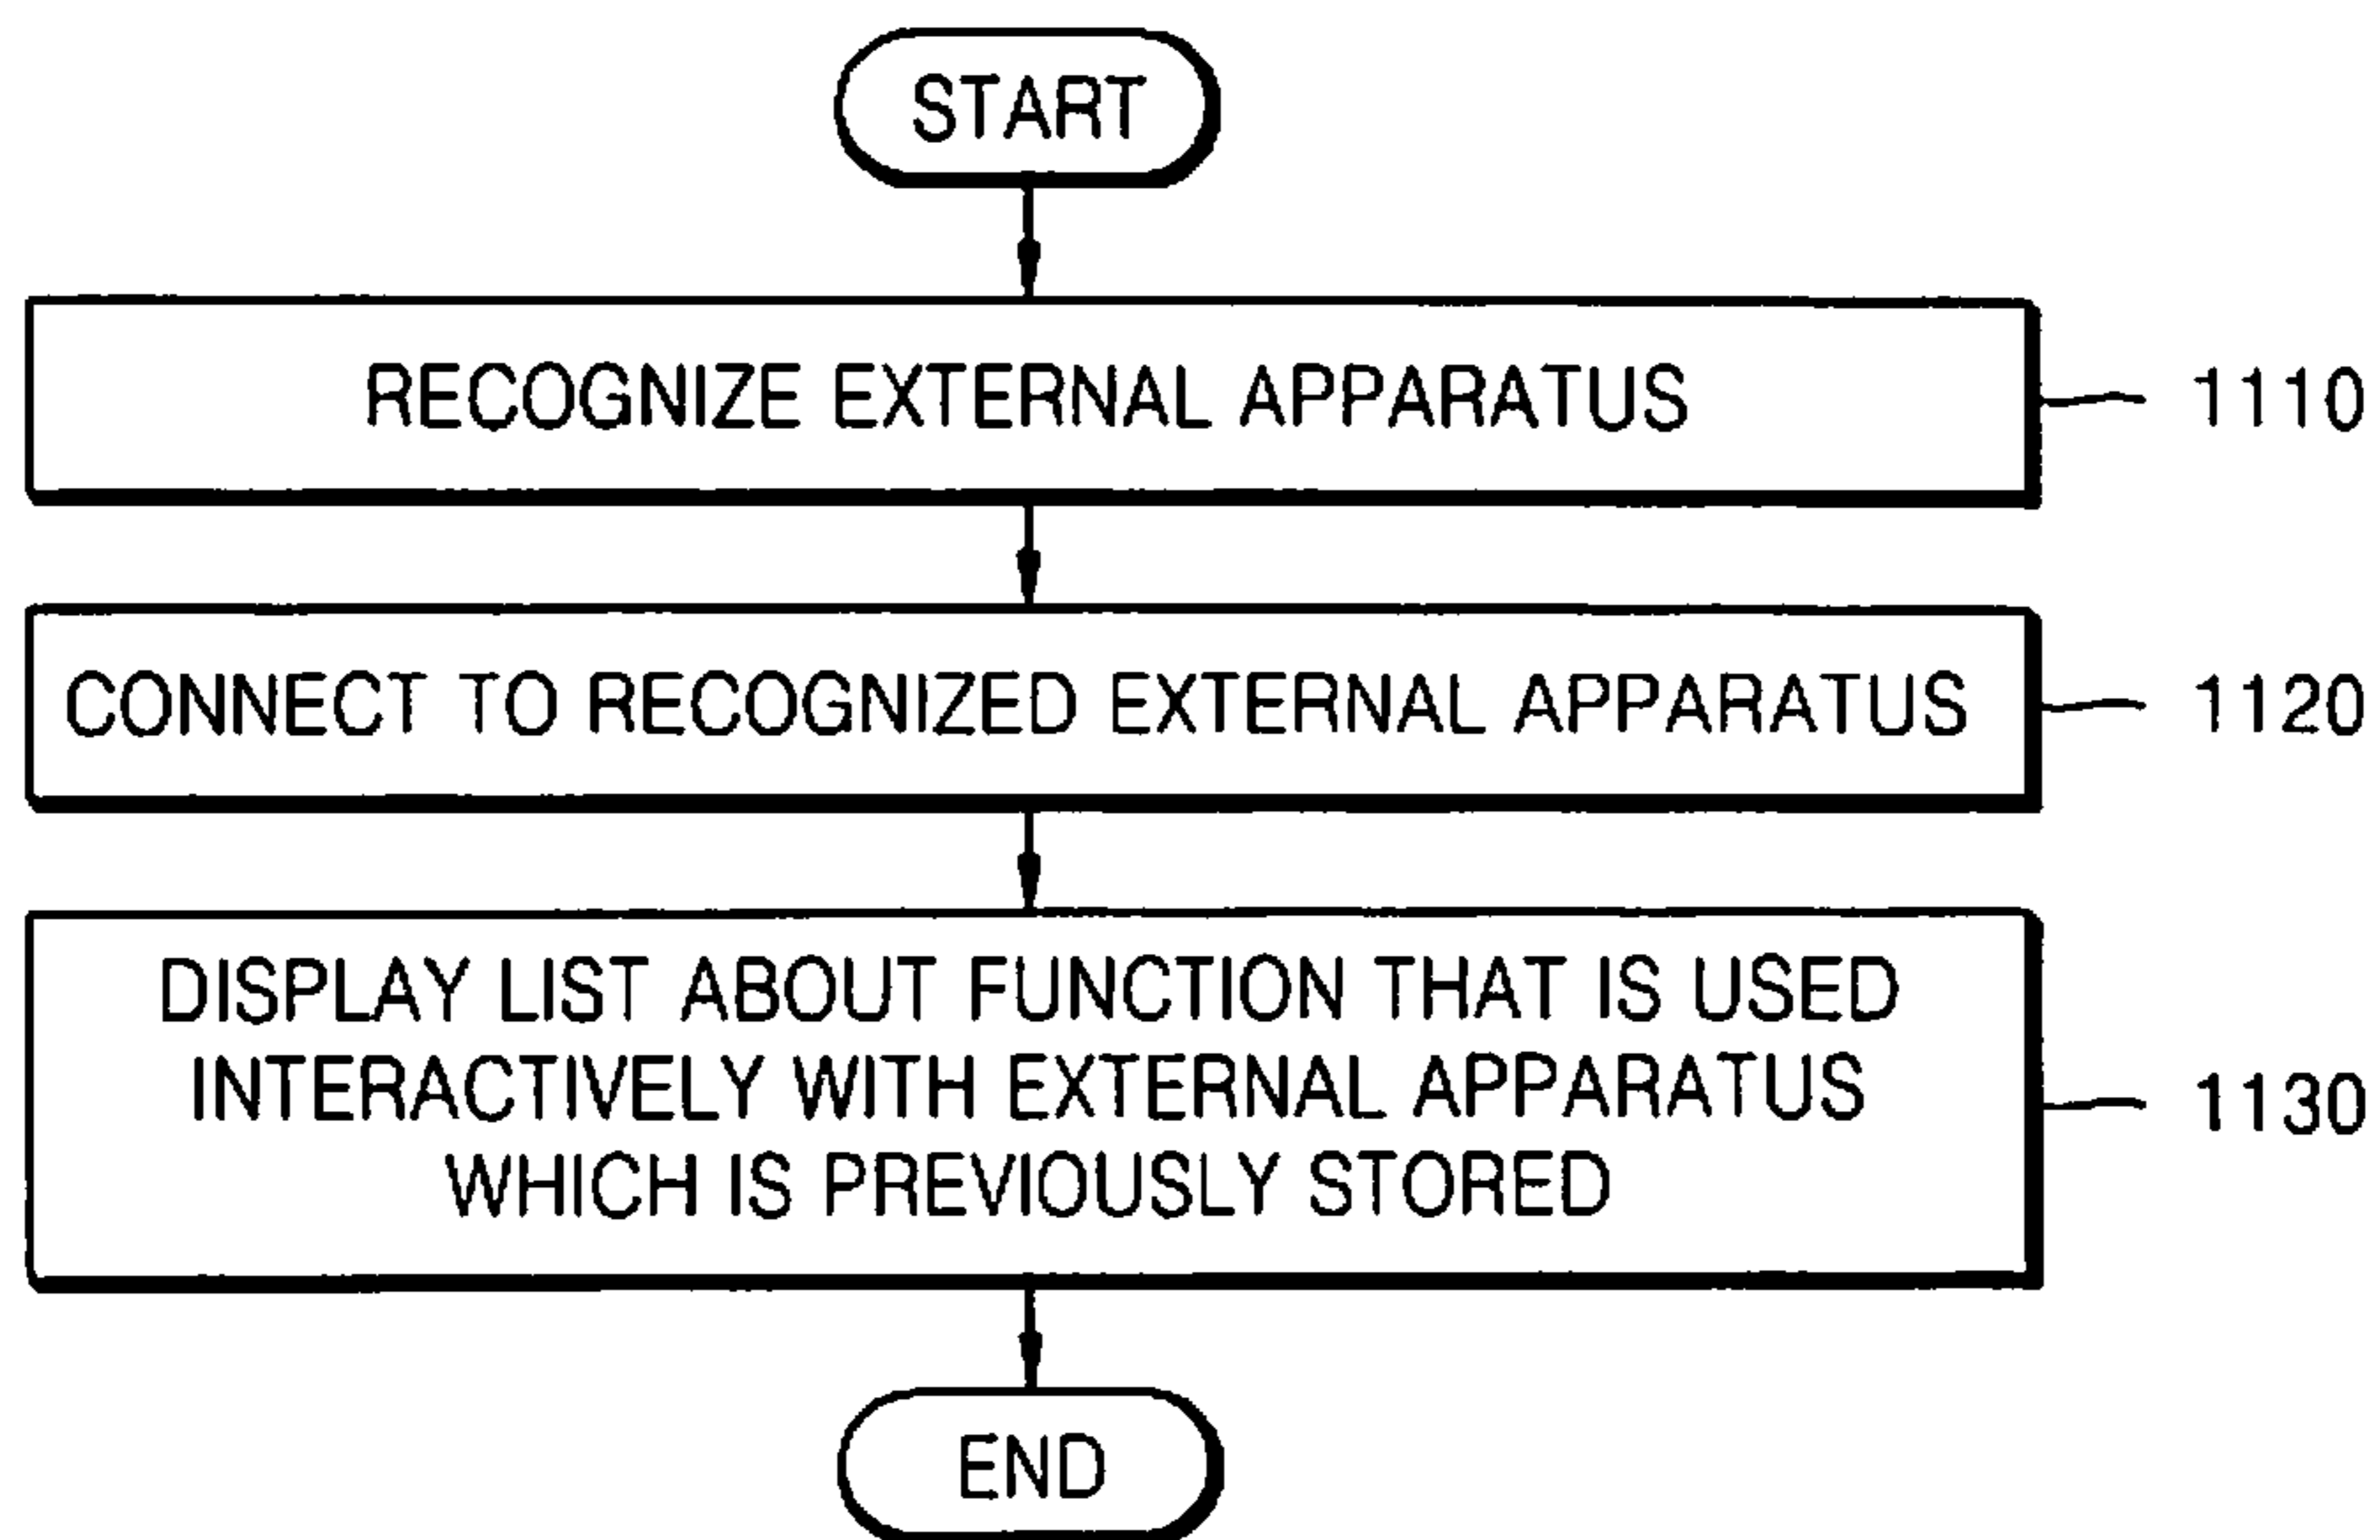 START
RECOGNIZE EXTERNAL APPARATUS
1110
CONNECT TO RECOGNIZED EXTERNAL APPARATUS
1120
DISPLAY LIST ABOUT FUNCTION THAT IS USED
INTERACTIVELY WITH EXTERNAL APPARATUS
WHICH IS PREVIOUSLY STORED
1130
END